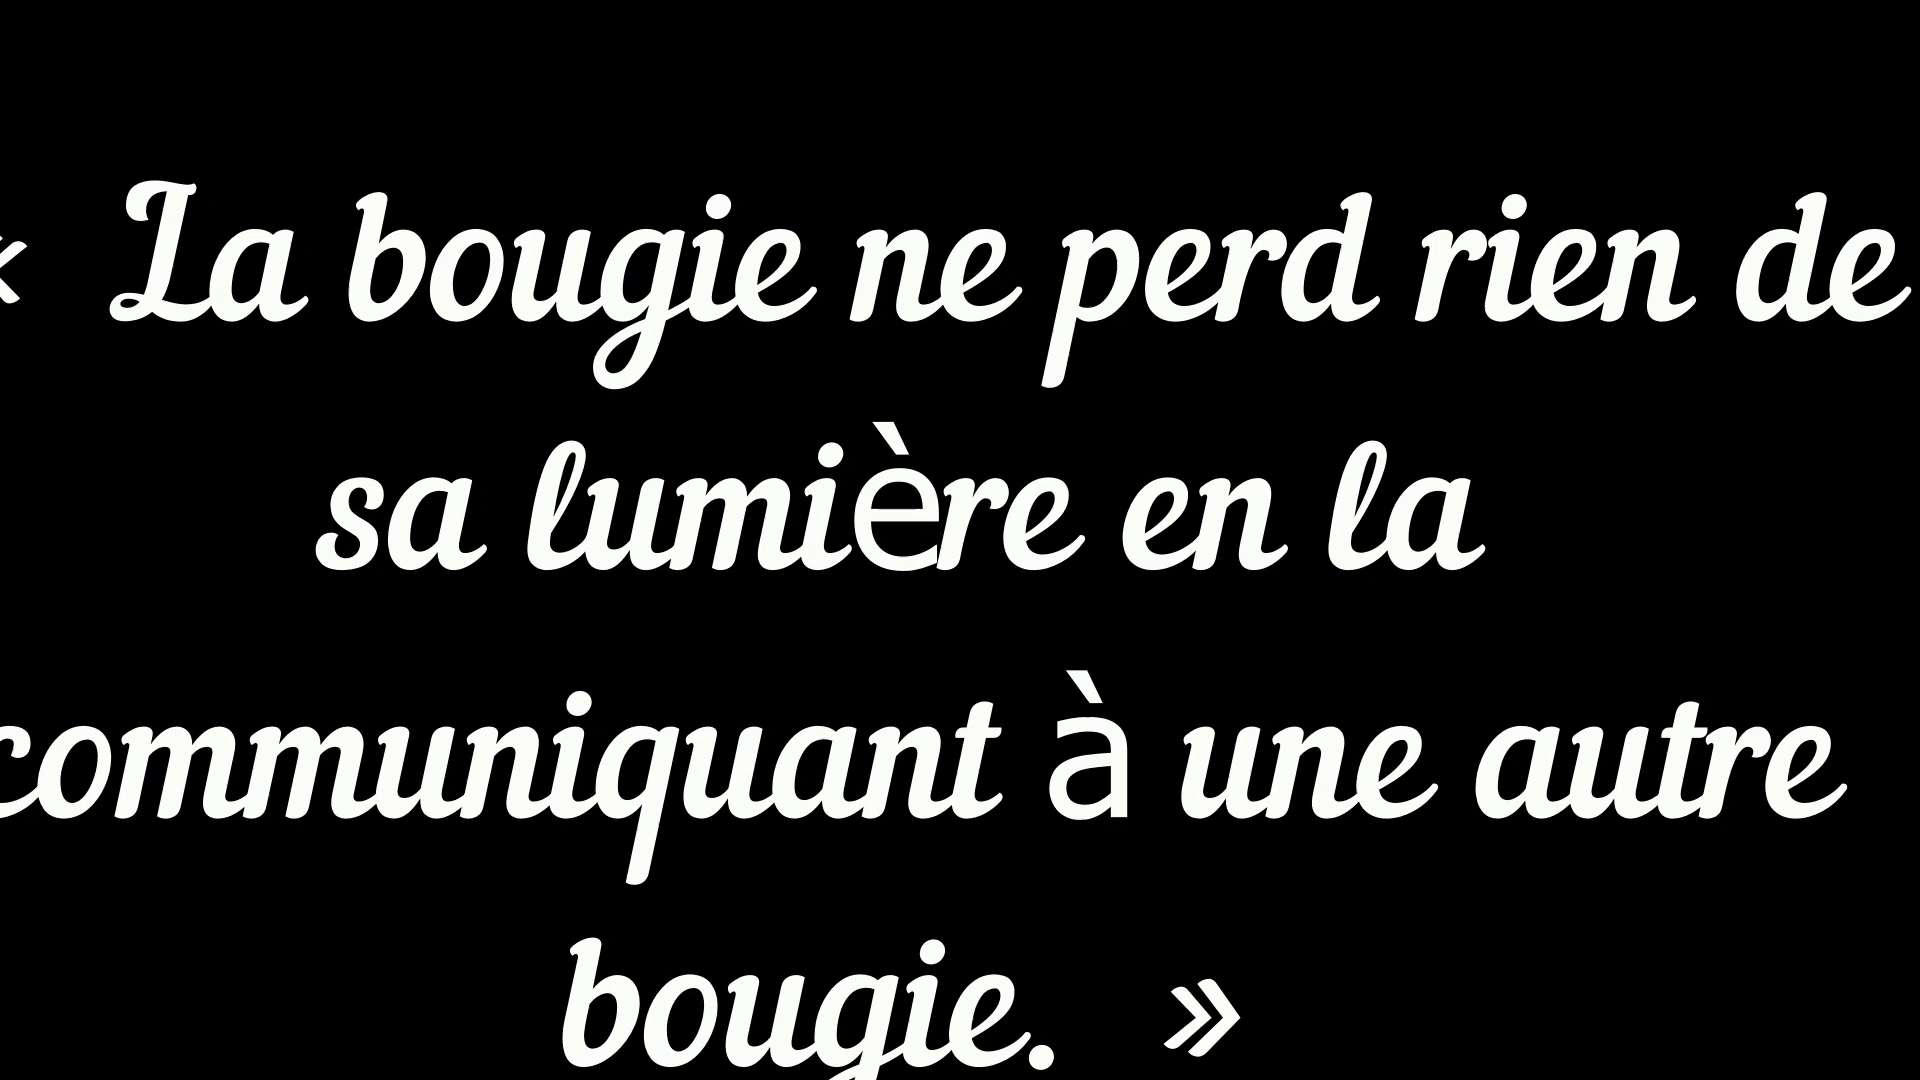 « La bougie ne perd rien de
sa lumière en la
communiquant à une autre
bougie. »